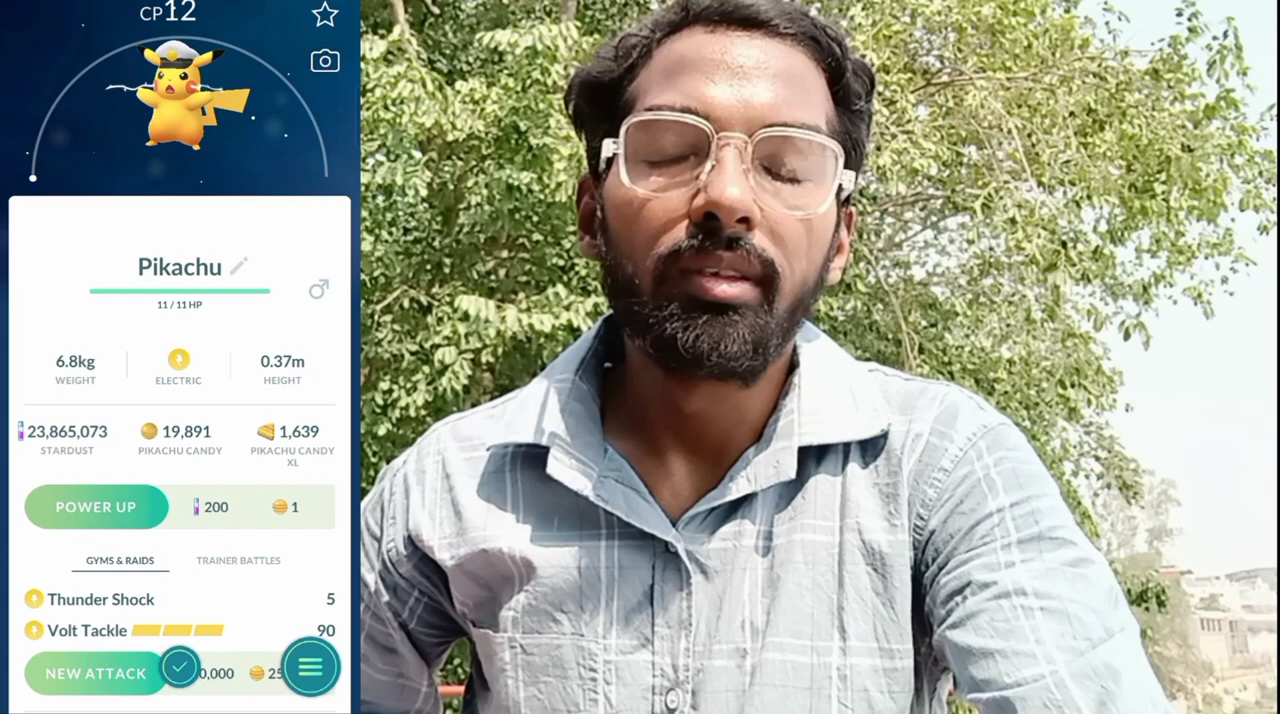 CP12
Pikachu
11 / 11 HP
6.8kg
WEIGHT
ELECTRIC
0.37m
HEIGHT
23,865,073
STARDUST
19,891
PIKACHU CANDY
1,639
PIKACHU CANDY
XL
POWER UP
200
1
GYMS & RAIDS
TRAINER BATTLES
Thunder Shock
5
Volt Tackle
90
NEW ATTACK
0,000
25